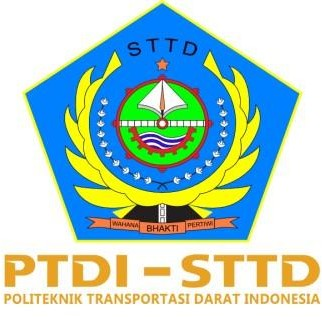 STTD
WAHANA BHAKTI PERTIWI
PTDI - STTD
POLITEKNIK TRANSPORTASI DARAT INDONESIA